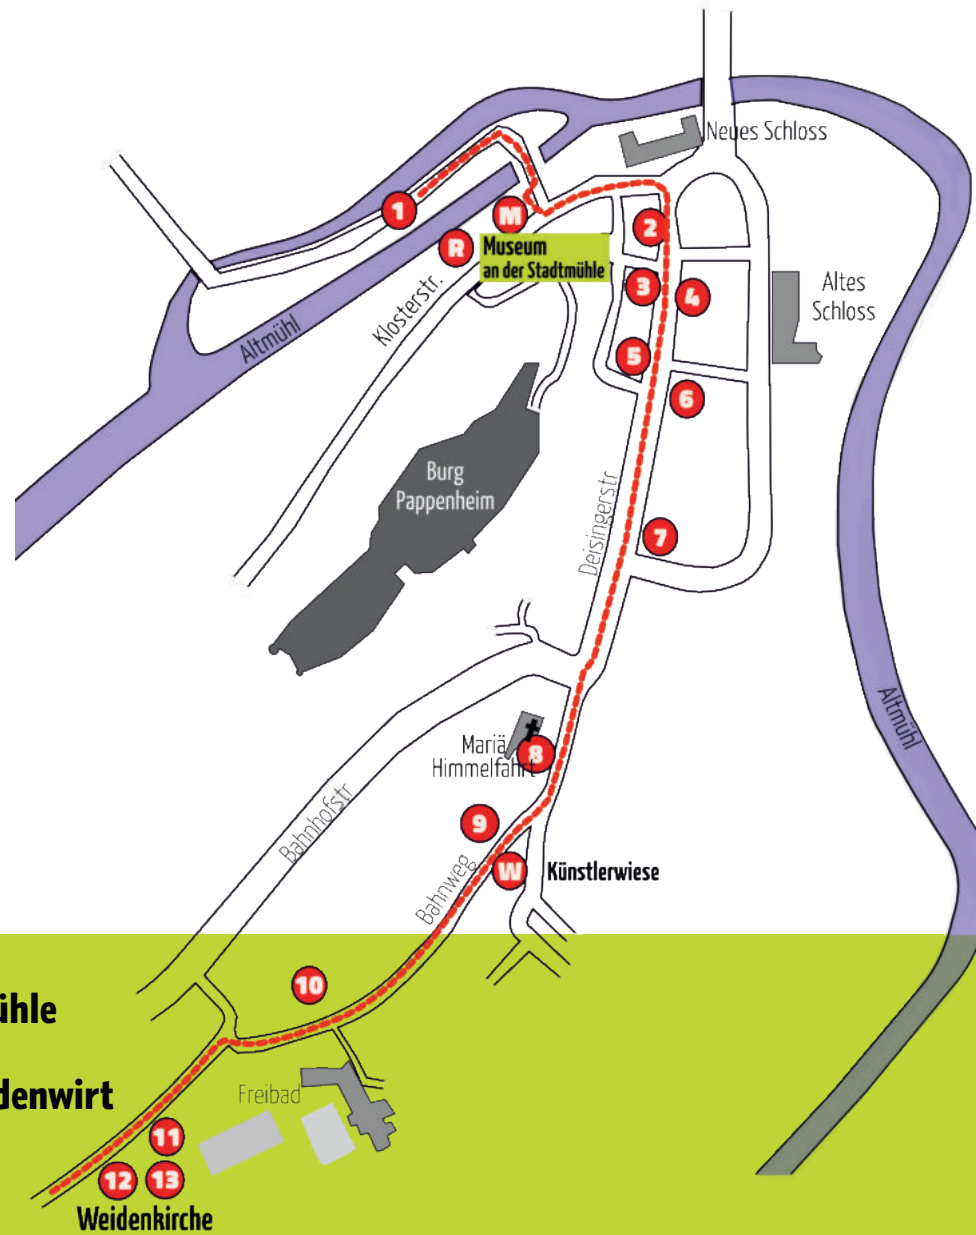 Neues Schloss
1
M
2
R
Museum
an der Stadtmühle
3
4
Altes
Schloss
Klosterstr.
Altmühl
5
6
Burg
Pappenheim
Deisingerstr
7
Altmühl
Mariä
Himmelfahrt
8
Bahnhofstr
9
Bahnweg
W
Künstlerwiese
10
ühle
denwirt
Freibad
11
12
13
Weidenkirche